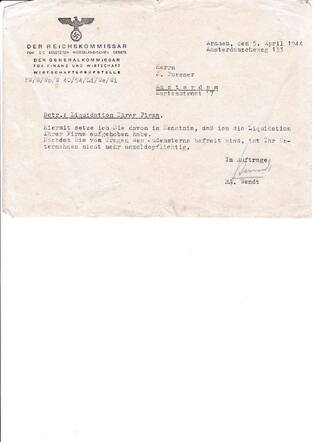 DER REICHSKOMMISSAR
FÜR DIE BESETZTEN NIEDERLÄNDISCHEN GEBIETE
DER GENERALKOMMISSAR
FÜR FINANZ UND WIRTSCHAFT
WIRTSCHAFTSPRÜFSTELLE
Arnhem, den 5. April 1944
Amsterdamscheweg 133
Herrn
Amsterdam
17
Betr.: Liquidation Ihrer Firma.
Hiermit setze ich Sie davon in Kenntnis, daß ich die Liquidation
Ihrer Firma aufgehoben habe.
Nachdem Sie vom Tragen des Judensterns befreit sind, ist Ihr Un-
ternehmen nicht mehr anmeldepflichtig.
Im Auftrage:
Wendt